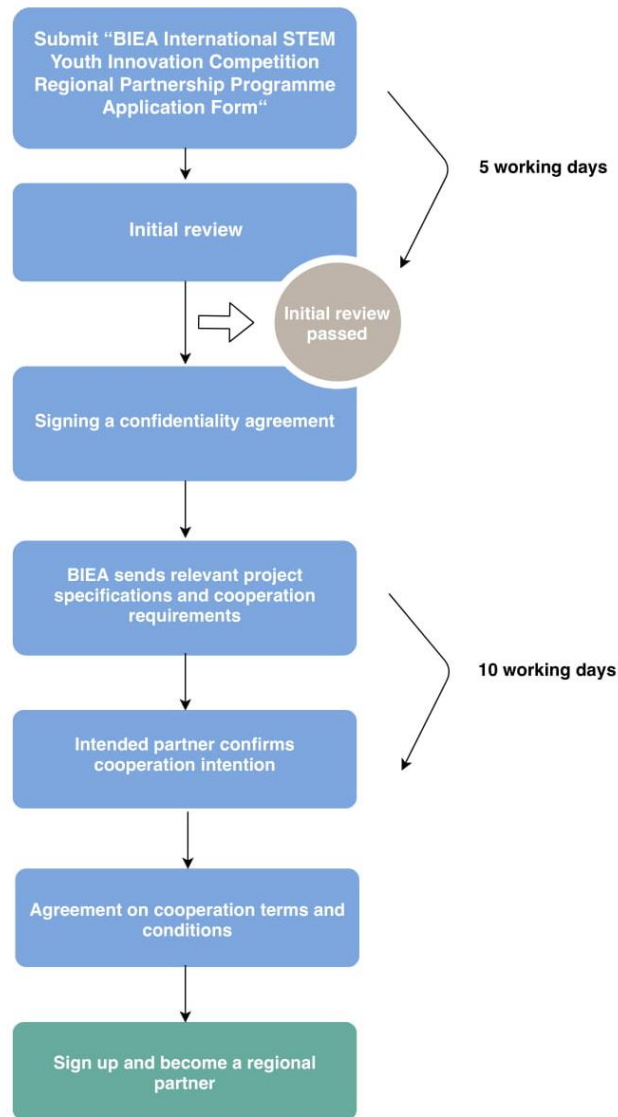 Submit “BIEA International STEM
Youth Innovation Competition
Regional Partnership Programme
Application Form“
5 working days
Initial review
Initial review
passed
Signing a confidentiality agreement
BIEA sends relevant project
specifications and cooperation
requirements
10 working days
Intended partner confirms
cooperation intention
Agreement on cooperation terms and
conditions
Sign up and become a regional
partner